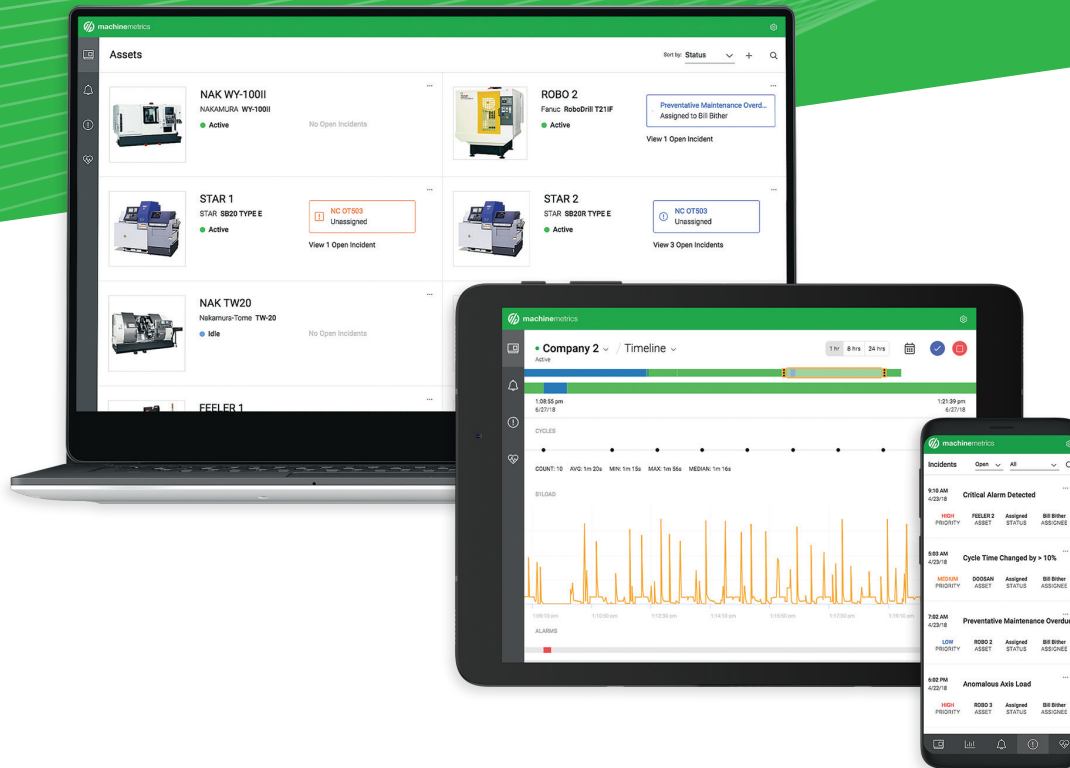 machinemetrics
Assets
Sort by: Status
NAK WY-100II
NAKAMURA WY-100II
Active
No Open Incidents
ROBO 2
Fanuc RoboDrill T21IF
Active
Preventative Maintenance Overd...
Assigned to Bill Bither
View 1 Open Incident
STAR 1
STAR SB20 TYPE E
Active
NC OT503
Unassigned
View 1 Open Incident
STAR 2
STAR SB20R TYPE E
Active
NC OT503
Unassigned
View 3 Open Incidents
NAK TW20
Nakamura-Tome TW-20
Idle
No Open Incidents
FEELER 1
machinemetrics
Company 2 / Timeline
Active
1 hr 8 hrs 24 hrs
1:08:55 pm 1:21:39 pm
6/27/18 6/27/18
CYCLES
COUNT: 10 AVG: 1m 20s MIN: 1m 15s MAX: 1m 56s MEDIAN: 1m 16s
ALARMS
machinemetrics
Incidents Open All
9:10 AM
4/23/18
Critical Alarm Detected
HIGH FEELER 2 Assigned Bill Bither
PRIORITY ASSET STATUS ASSIGNEE
5:03 AM
4/23/18
Cycle Time Changed by > 10%
MEDIUM DOOSAN Assigned Bill Bither
PRIORITY ASSET STATUS ASSIGNEE
7:02 AM
4/23/18
Preventative Maintenance Overdue
LOW ROBO 2 Assigned Bill Bither
PRIORITY ASSET STATUS ASSIGNEE
6:02 PM
4/22/18
Anomalous Axis Load
HIGH ROBO 3 Assigned Bill Bither
PRIORITY ASSET STATUS ASSIGNEE